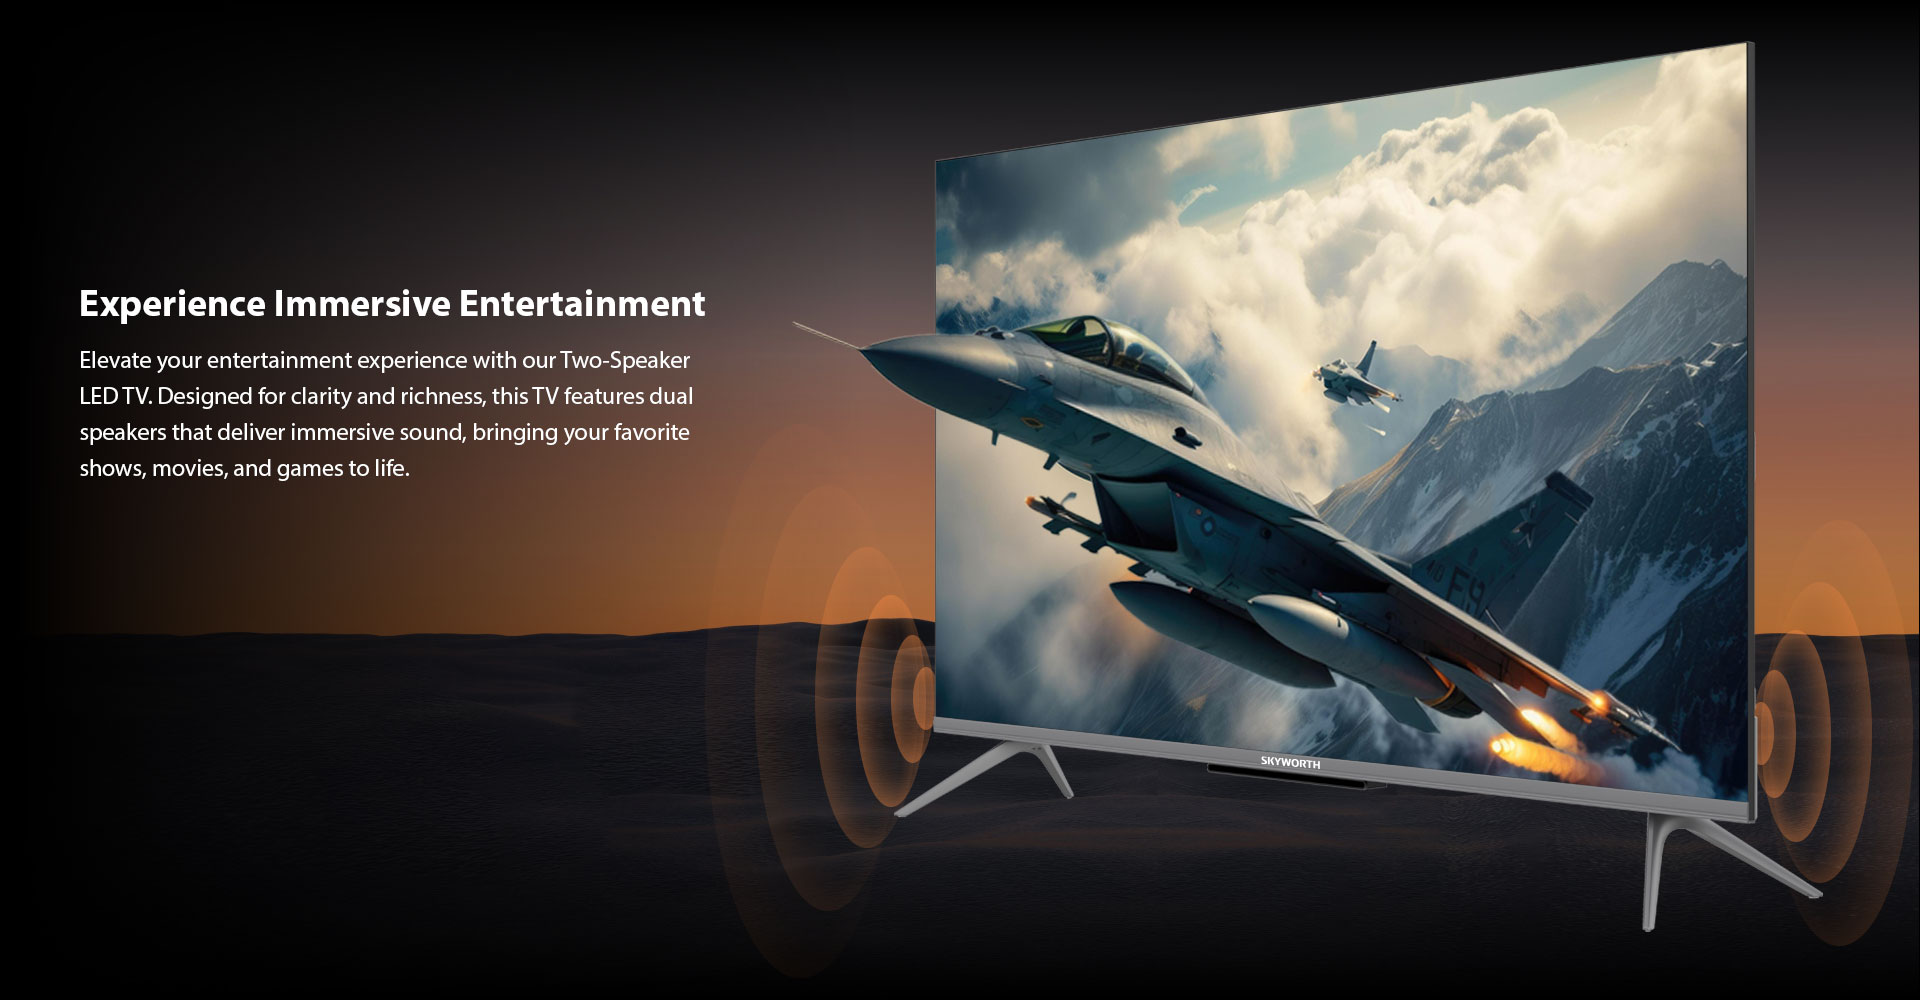 Experience Immersive Entertainment
Elevate your entertainment experience with our Two-Speaker
LED TV. Designed for clarity and richness, this TV features dual
speakers that deliver immersive sound, bringing your favorite
shows, movies, and games to life.
SKYWORTH